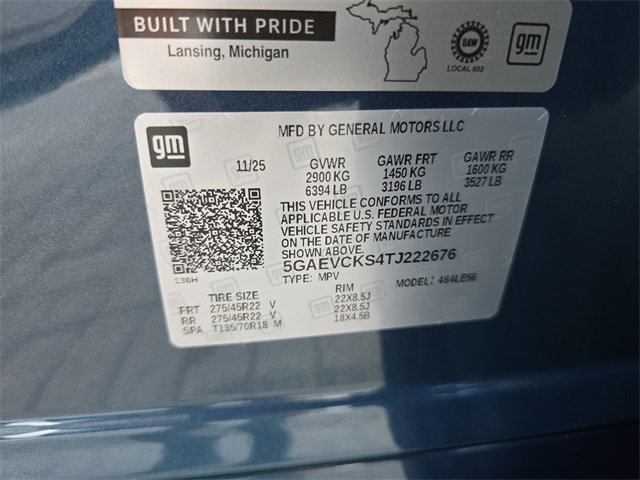 BUILT WITH PRIDE
Lansing, Michigan
UAW
LOCAL 602
gm
gm
MFD BY GENERAL MOTORS LLC
11/25 GVWR GAWR FRT GAWR RR
2900 KG 1450 KG 1600 KG
6394 LB 3196 LB 3527 LB
THIS VEHICLE CONFORMS TO ALL
APPLICABLE U.S. FEDERAL MOTOR
VEHICLE SAFETY STANDARDS IN EFFECT
ON THE DATE OF MANUFACTURE
SHOWN ABOVE.
5GAEVCKS4TJ222676
TYPE: MPV MODEL: 464LE56
136H
TIRE SIZE RIM
FRT 275/45R22 V 22X8.5J
RR 275/45R22 V 22X8.5J
SPA T135/70R18 M 18X4.5B